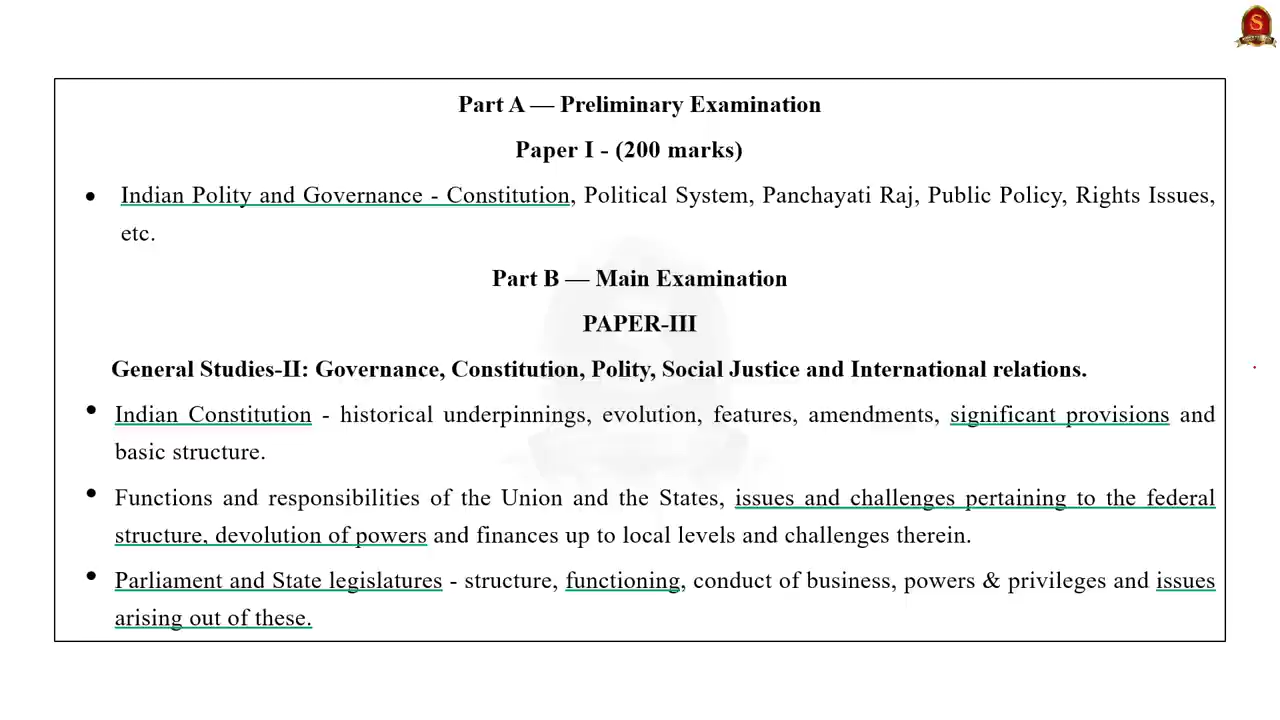 S
Part A — Preliminary Examination
Paper I - (200 marks)
• Indian Polity and Governance - Constitution, Political System, Panchayati Raj, Public Policy, Rights Issues,
etc.
Part B — Main Examination
PAPER-III
General Studies-II: Governance, Constitution, Polity, Social Justice and International relations.
• Indian Constitution - historical underpinnings, evolution, features, amendments, significant provisions and
basic structure.
• Functions and responsibilities of the Union and the States, issues and challenges pertaining to the federal
structure, devolution of powers and finances up to local levels and challenges therein.
• Parliament and State legislatures - structure, functioning, conduct of business, powers & privileges and issues
arising out of these.